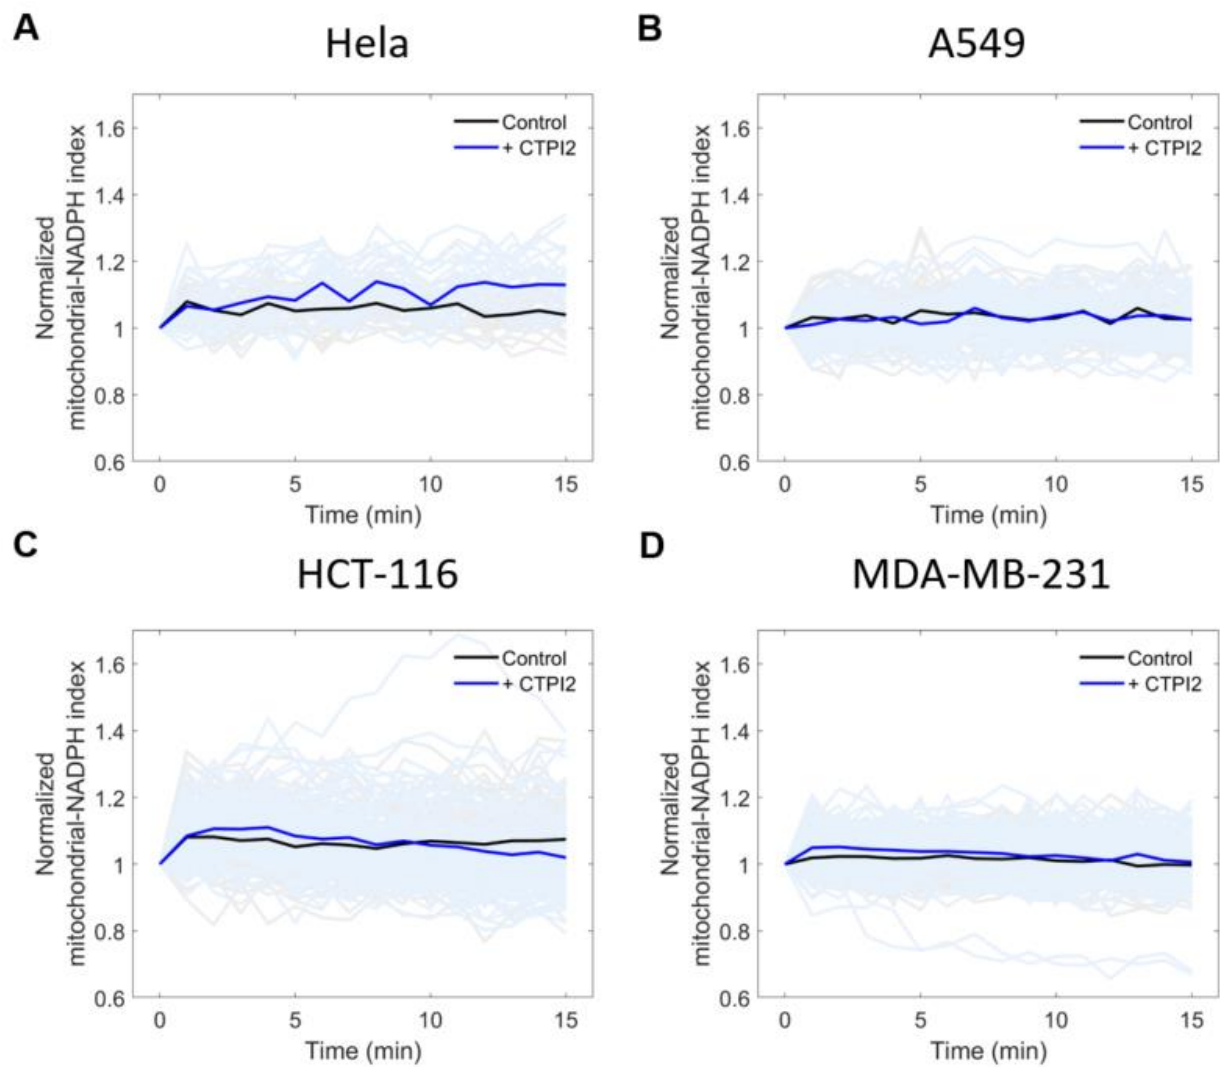 A
Hela
Normalized
mitochondrial-NADPH index
1.6
1.4
1.2
1
0.8
0.6
Control
+ CTPI2
0
5
10
15
Time (min)
B
A549
Normalized
mitochondrial-NADPH index
1.6
1.4
1.2
1
0.8
0.6
Control
+ CTPI2
0
5
10
15
Time (min)
C
HCT-116
Normalized
mitochondrial-NADPH index
1.6
1.4
1.2
1
0.8
0.6
Control
+ CTPI2
0
5
10
15
Time (min)
D
MDA-MB-231
Normalized
mitochondrial-NADPH index
1.6
1.4
1.2
1
0.8
0.6
Control
+ CTPI2
0
5
10
15
Time (min)